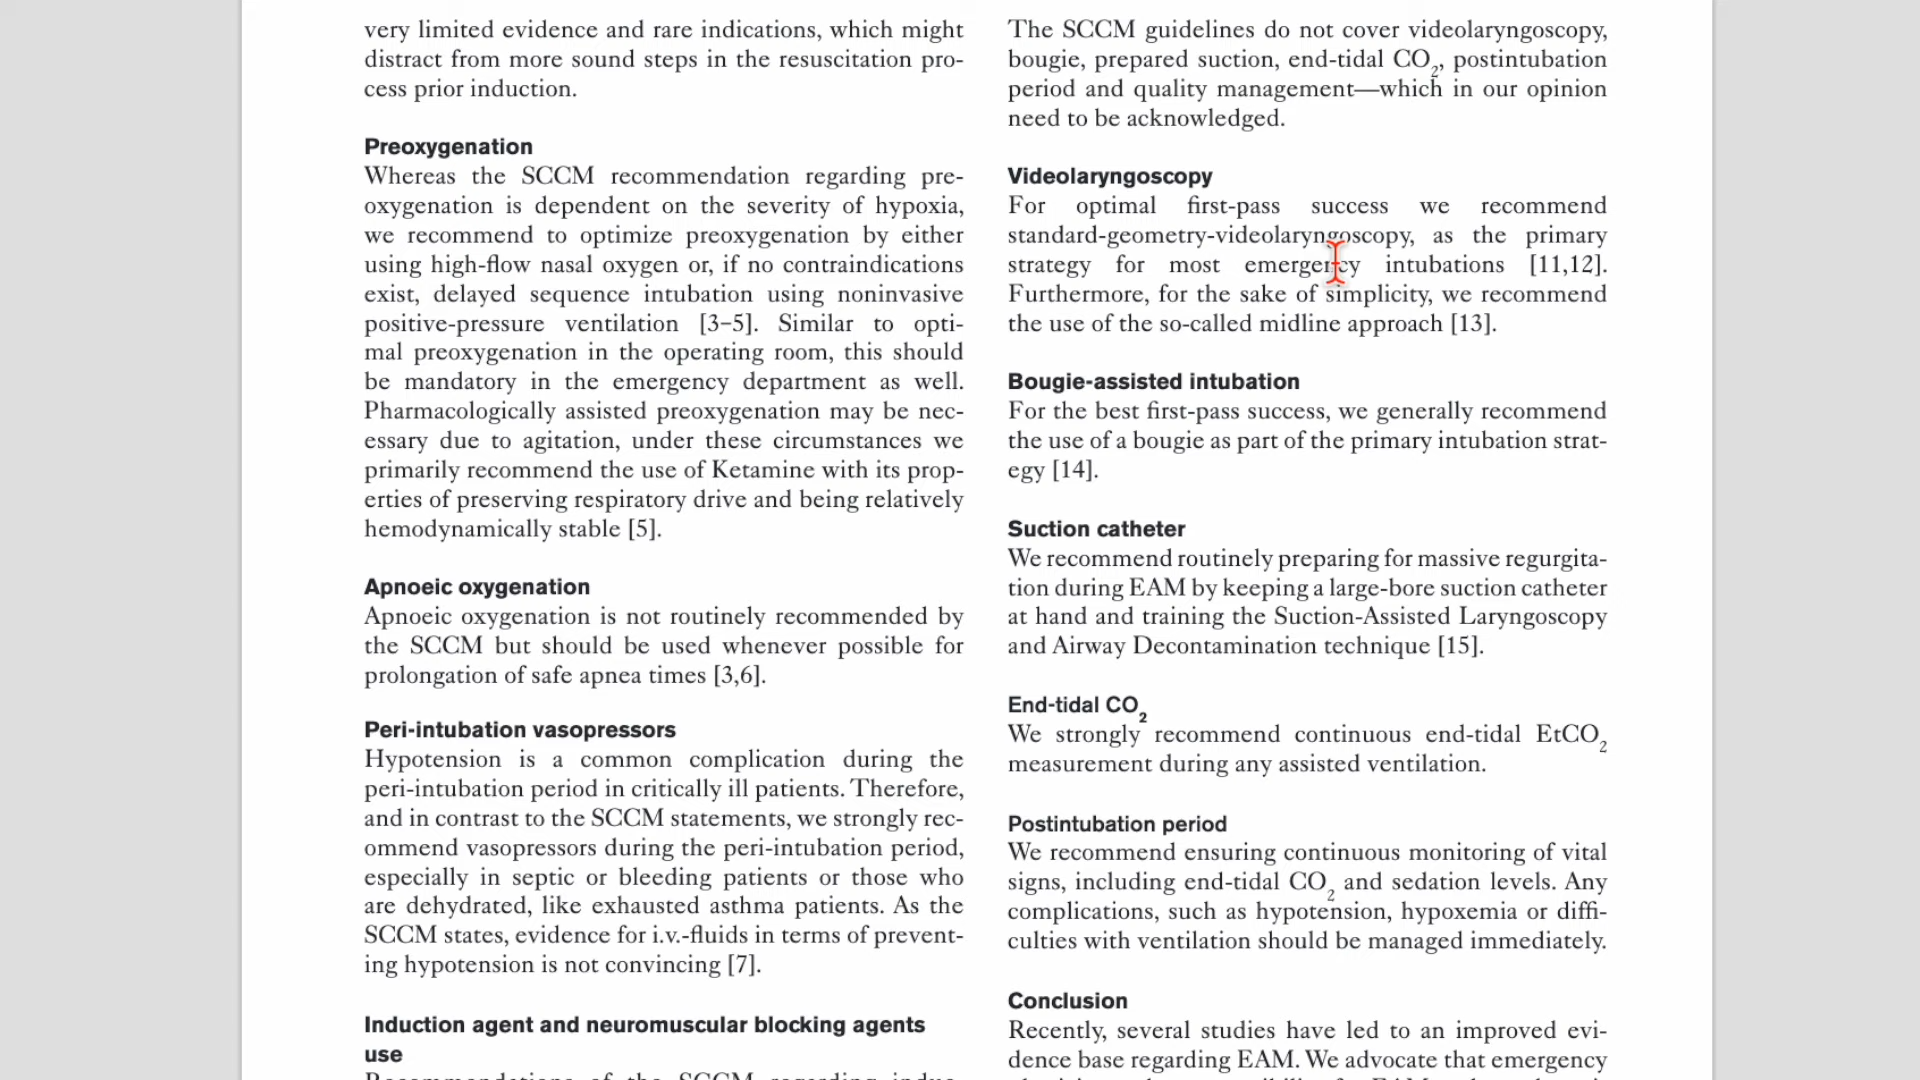 very limited evidence and rare indications, which might
distract from more sound steps in the resuscitation pro-
cess prior induction.
Preoxygenation
Whereas the SCCM recommendation regarding pre-
oxygenation is dependent on the severity of hypoxia,
we recommend to optimize preoxygenation by either
using high-flow nasal oxygen or, if no contraindications
exist, delayed sequence intubation using noninvasive
positive-pressure ventilation [3–5]. Similar to opti-
mal preoxygenation in the operating room, this should
be mandatory in the emergency department as well.
Pharmacologically assisted preoxygenation may be nec-
essary due to agitation, under these circumstances we
primarily recommend the use of Ketamine with its prop-
erties of preserving respiratory drive and being relatively
hemodynamically stable [5].
Apnoeic oxygenation
Apnoeic oxygenation is not routinely recommended by
the SCCM but should be used whenever possible for
prolongation of safe apnea times [3,6].
Peri-intubation vasopressors
Hypotension is a common complication during the
peri-intubation period in critically ill patients. Therefore,
and in contrast to the SCCM statements, we strongly rec-
ommend vasopressors during the peri-intubation period,
especially in septic or bleeding patients or those who
are dehydrated, like exhausted asthma patients. As the
SCCM states, evidence for i.v.-fluids in terms of prevent-
ing hypotension is not convincing [7].
Induction agent and neuromuscular blocking agents
use
Recommendations of the SCCM regarding induc-
The SCCM guidelines do not cover videolaryngoscopy,
bougie, prepared suction, end-tidal CO₂, postintubation
period and quality management—which in our opinion
need to be acknowledged.
Videolaryngoscopy
For optimal first-pass success we recommend
standard-geometry-videolaryngoscopy, as the primary
strategy for most emergency intubations [11,12].
Furthermore, for the sake of simplicity, we recommend
the use of the so-called midline approach [13].
Bougie-assisted intubation
For the best first-pass success, we generally recommend
the use of a bougie as part of the primary intubation strat-
egy [14].
Suction catheter
We recommend routinely preparing for massive regurgita-
tion during EAM by keeping a large-bore suction catheter
at hand and training the Suction-Assisted Laryngoscopy
and Airway Decontamination technique [15].
End-tidal CO₂
We strongly recommend continuous end-tidal EtCO₂
measurement during any assisted ventilation.
Postintubation period
We recommend ensuring continuous monitoring of vital
signs, including end-tidal CO₂ and sedation levels. Any
complications, such as hypotension, hypoxemia or diffi-
culties with ventilation should be managed immediately.
Conclusion
Recently, several studies have led to an improved evi-
dence base regarding EAM. We advocate that emergency